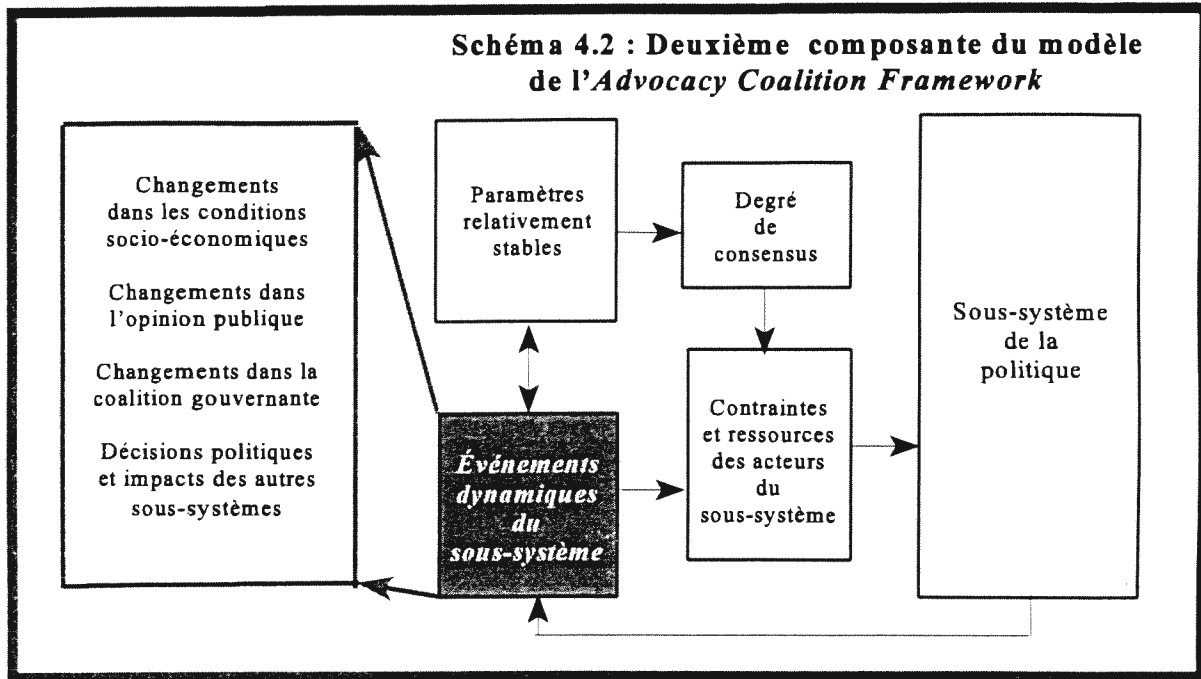 Schéma 4.2 : Deuxième composante du modèle
de l'Advocacy Coalition Framework
Changements
dans les conditions
socio-économiques
Changements dans
l'opinion publique
Changements dans la
coalition gouvernante
Décisions politiques
et impacts des autres
sous-systèmes
Paramètres
relativement
stables
Degré
de
consensus
Événements
dynamiques
du
sous-système
Contraintes
et ressources
des acteurs
du
sous-système
Sous-système
de la
politique